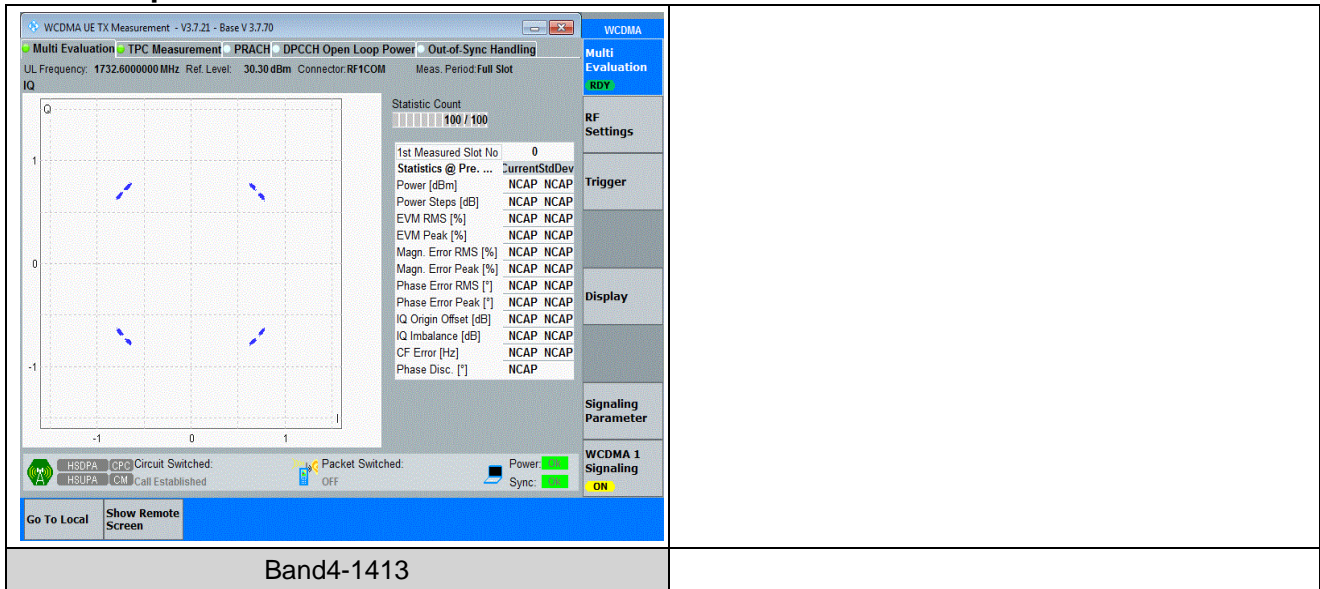 WCDMA UE TX Measurement - V3.7.21 - Base V 3.7.70
WCDMA
Multi Evaluation TPC Measurement PRACH DPCCH Open Loop Power Out-of-Sync Handling
Multi
Evaluation
RDY
UL Frequency: 1732.6000000 MHz Ref. Level: 30.30 dBm Connector:RF1COM Meas. Period:Full Slot
IQ
Q
1
0
-1
-1 0 1
I
Statistic Count
100 / 100
1st Measured Slot No 0
Statistics @ Pre. ... CurrentStdDev
Power [dBm] NCAP NCAP
Power Steps [dB] NCAP NCAP
EVM RMS [%] NCAP NCAP
EVM Peak [%] NCAP NCAP
Magn. Error RMS [%] NCAP NCAP
Magn. Error Peak [%] NCAP NCAP
Phase Error RMS [°] NCAP NCAP
Phase Error Peak [°] NCAP NCAP
IQ Origin Offset [dB] NCAP NCAP
IQ Imbalance [dB] NCAP NCAP
CF Error [Hz] NCAP NCAP
Phase Disc. [°] NCAP
RF
Settings
Trigger
Display
Signaling
Parameter
WCDMA 1
Signaling
ON
HSDPA CPC Circuit Switched: Packet Switched: Power: OK
HSUPA CM Call Established OFF Sync: OK
Go To Local
Show Remote
Screen
Band4-1413